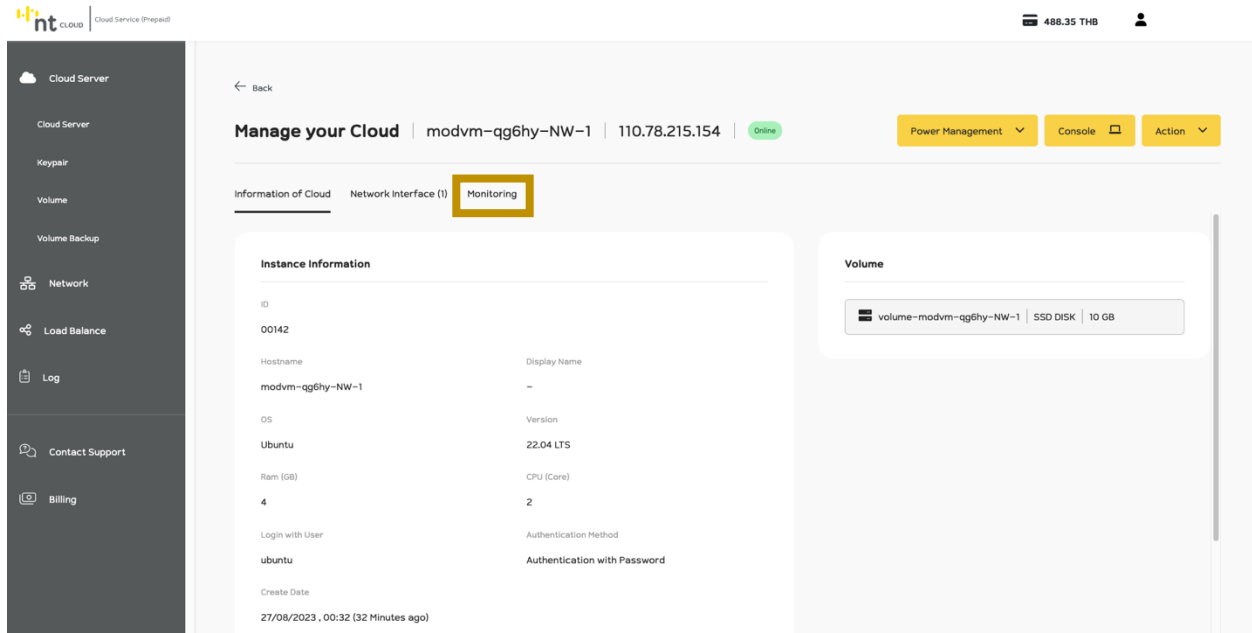 nt CLOUD Cloud Service (Prepaid)
488.35 THB
Cloud Server
Cloud Server
Keypair
Volume
Volume Backup
Network
Load Balance
Log
Contact Support
Billing
Back
Manage your Cloud | modvm-qg6hy-NW-1 | 110.78.215.154 | Online
Power Management
Console
Action
Information of Cloud
Network Interface (1)
Monitoring
Instance Information
ID
00142
Hostname
modvm-qg6hy-NW-1
Display Name
-
OS
Ubuntu
Version
22.04 LTS
Ram (GB)
4
CPU (Core)
2
Login with User
ubuntu
Authentication Method
Authentication with Password
Create Date
27/08/2023 , 00:32 (32 Minutes ago)
Volume
volume-modvm-qg6hy-NW-1 | SSD DISK | 10 GB